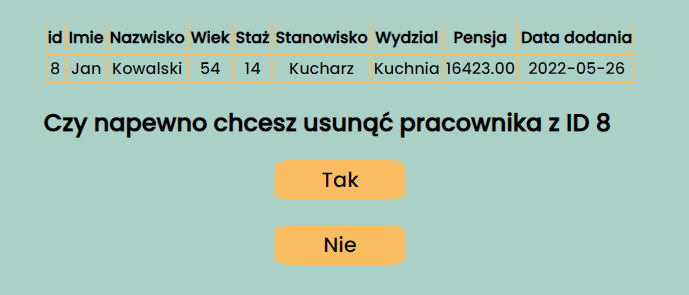 id Imie Nazwisko Wiek Staż Stanowisko Wydzial Pensja Data dodania
8 Jan Kowalski 54 14 Kucharz Kuchnia 16423.00 2022-05-26
Czy napewno chcesz usunąć pracownika z ID 8
Tak
Nie